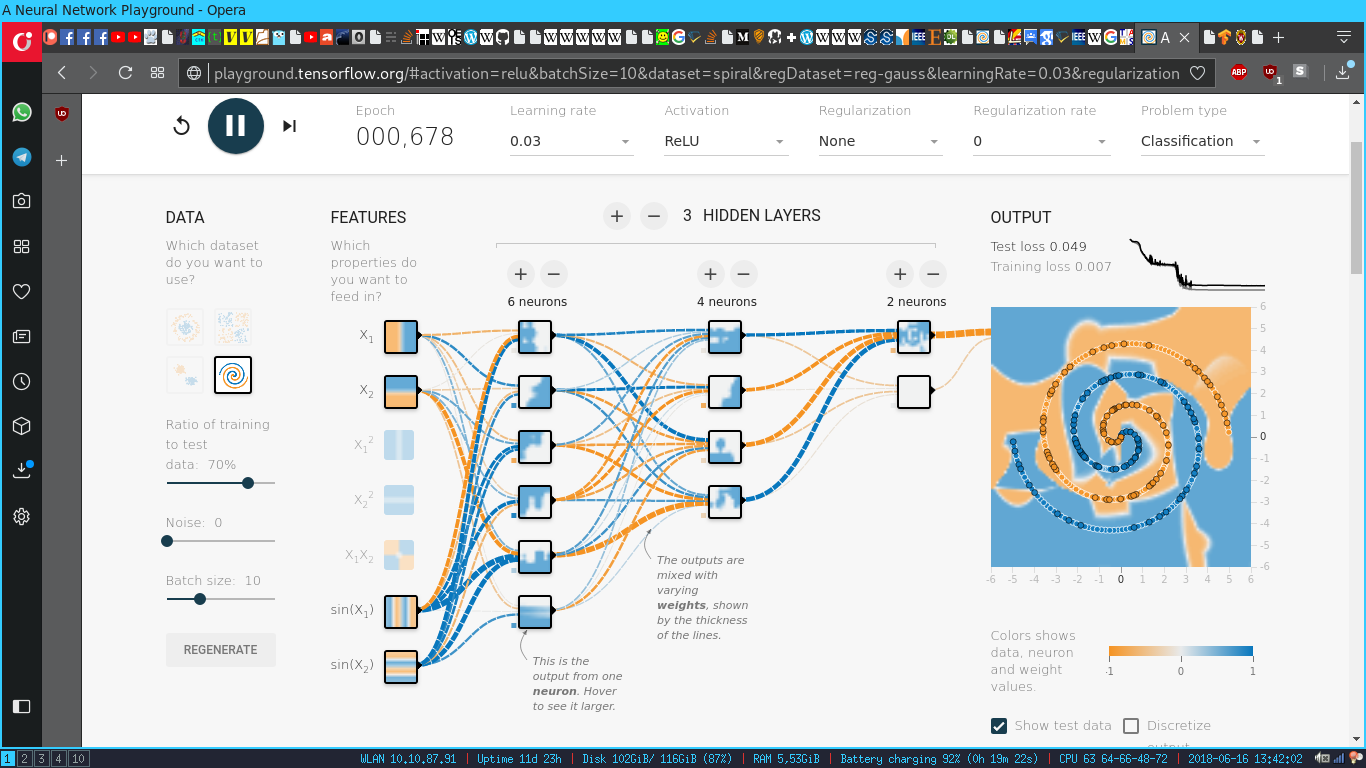 A Neural Network Playground - Opera
A
playground.tensorflow.org/#activation=relu&batchSize=10&dataset=spiral&regDataset=reg-gauss&learningRate=0.03&regularization
ABP
1
S
Epoch
000,678
Learning rate
0.03
Activation
ReLU
Regularization
None
Regularization rate
0
Problem type
Classification
DATA
Which dataset
do you want to
use?
Ratio of training
to test
data: 70%
Noise: 0
Batch size: 10
REGENERATE
FEATURES
Which
properties do
you want to
feed in?
X1
X2
X1²
X2²
X1X2
sin(X1)
sin(X2)
+ − 3 HIDDEN LAYERS
+ −
6 neurons
+ −
4 neurons
+ −
2 neurons
The outputs are
mixed with
varying
weights, shown
by the thickness
of the lines.
This is the
output from one
neuron. Hover
to see it larger.
OUTPUT
Test loss 0.049
Training loss 0.007
6
5
4
3
2
1
0
-1
-2
-3
-4
-5
-6
-6 -5 -4 -3 -2 -1 0 1 2 3 4 5 6
Colors shows
data, neuron
and weight
values.
-1 0 1
Show test data
Discretize
output
1 2 3 4 10
WLAN 10.10.87.91 | Uptime 11d 23h | Disk 102GiB/ 116GiB (87%) | RAM 5,53GiB | Battery charging 92% (0h 19m 22s) | CPU 63 64-66-48-72 | 2018-06-16 13:42:02